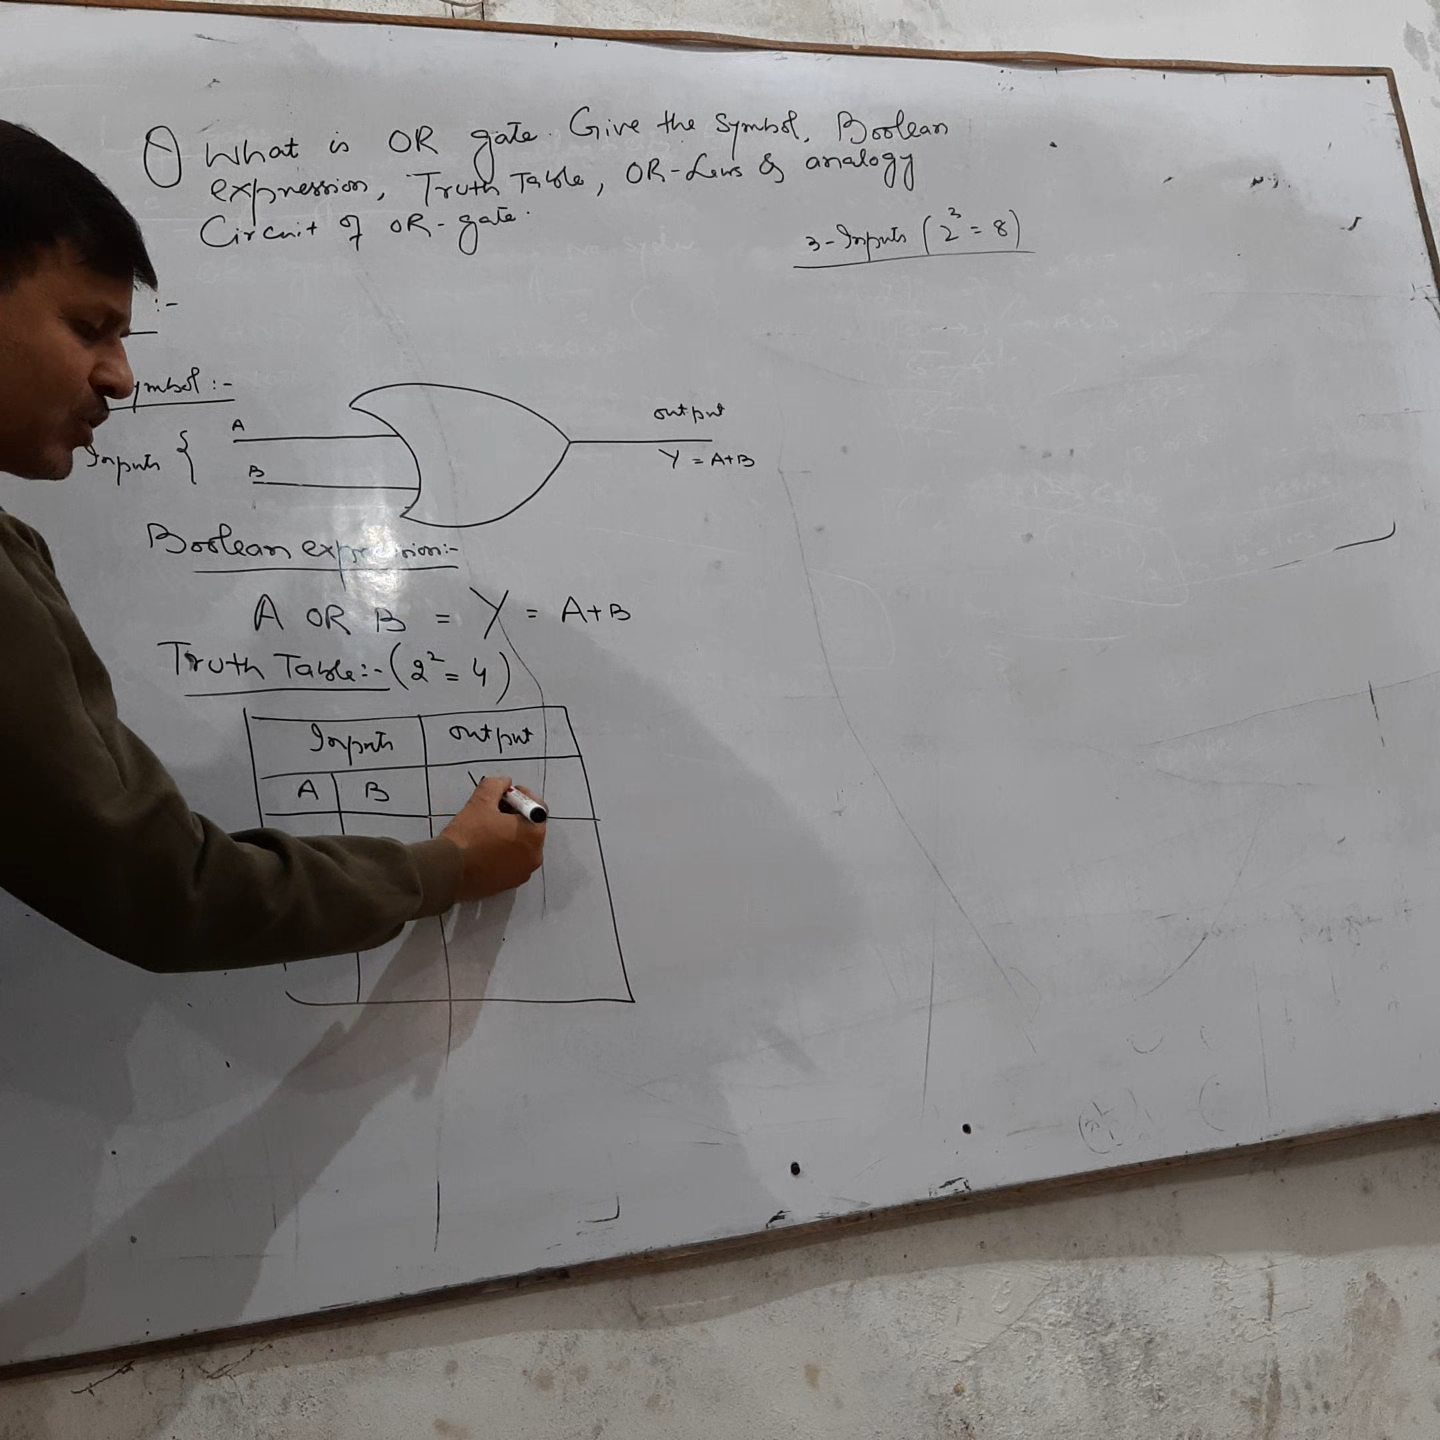 Q What is OR gate. Give the Symbol, Boolean
expression, Truth Table, OR-Laws & analogy
Circuit of OR-gate.
3-Inputs (2³ = 8)
:-
ymbol :-
Inputs {
A
B
output
Y = A+B
Boolean expression:-
A OR B = Y = A+B
Truth Table:- (2² = 4)
Inputs output
A B Y